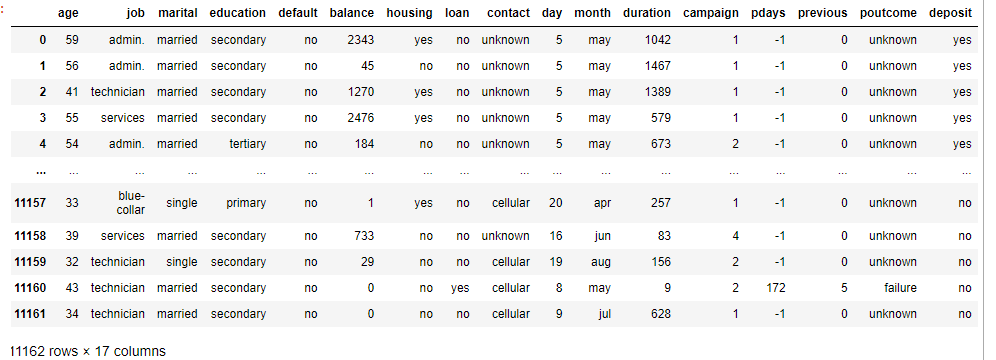 age job marital education default balance housing loan contact day month duration campaign pdays previous poutcome deposit
0 59 admin. married secondary no 2343 yes no unknown 5 may 1042 1 -1 0 unknown yes
1 56 admin. married secondary no 45 no no unknown 5 may 1467 1 -1 0 unknown yes
2 41 technician married secondary no 1270 yes no unknown 5 may 1389 1 -1 0 unknown yes
3 55 services married secondary no 2476 yes no unknown 5 may 579 1 -1 0 unknown yes
4 54 admin. married tertiary no 184 no no unknown 5 may 673 2 -1 0 unknown yes
... ... ... ... ... ... ... ... ... ... ... ... ... ... ... ... ... ...
11157 33 blue-
collar single primary no 1 yes no cellular 20 apr 257 1 -1 0 unknown no
11158 39 services married secondary no 733 no no unknown 16 jun 83 4 -1 0 unknown no
11159 32 technician single secondary no 29 no no cellular 19 aug 156 2 -1 0 unknown no
11160 43 technician married secondary no 0 no yes cellular 8 may 9 2 172 5 failure no
11161 34 technician married secondary no 0 no no cellular 9 jul 628 1 -1 0 unknown no
11162 rows × 17 columns